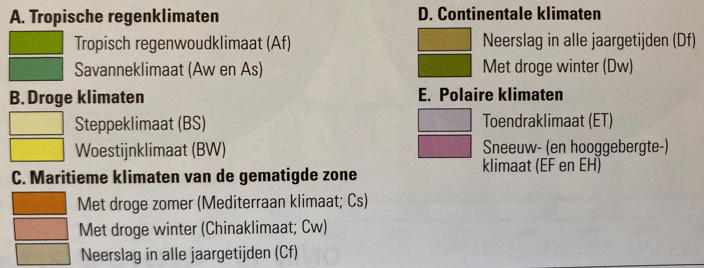 A. Tropische regenklimaten
Tropisch regenwoudklimaat (Af)
Savanneklimaat (Aw en As)
B. Droge klimaten
Steppeklimaat (BS)
Woestijnklimaat (BW)
C. Maritieme klimaten van de gematigde zone
Met droge zomer (Mediterraan klimaat; Cs)
Met droge winter (Chinaklimaat; Cw)
Neerslag in alle jaargetijden (Cf)
D. Continentale klimaten
Neerslag in alle jaargetijden (Df)
Met droge winter (Dw)
E. Polaire klimaten
Toendraklimaat (ET)
Sneeuw- (en hooggebergte-)
klimaat (EF en EH)